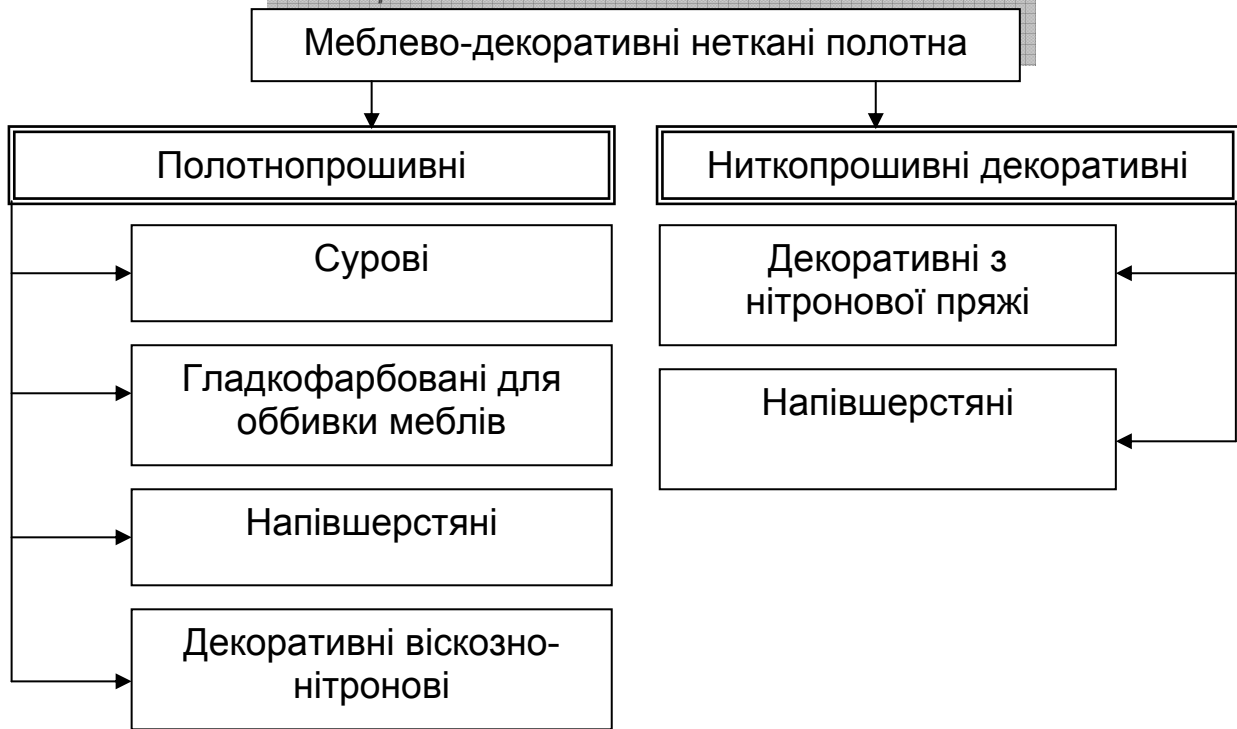 Меблево-декоративні неткані полотна
Полотнопрошивні
Ниткопрошивні декоративні
Сурові
Гладкофарбовані для
оббивки меблів
Напівшерстяні
Декоративні віскозно-
нітронові
Декоративні з
нітронової пряжі
Напівшерстяні